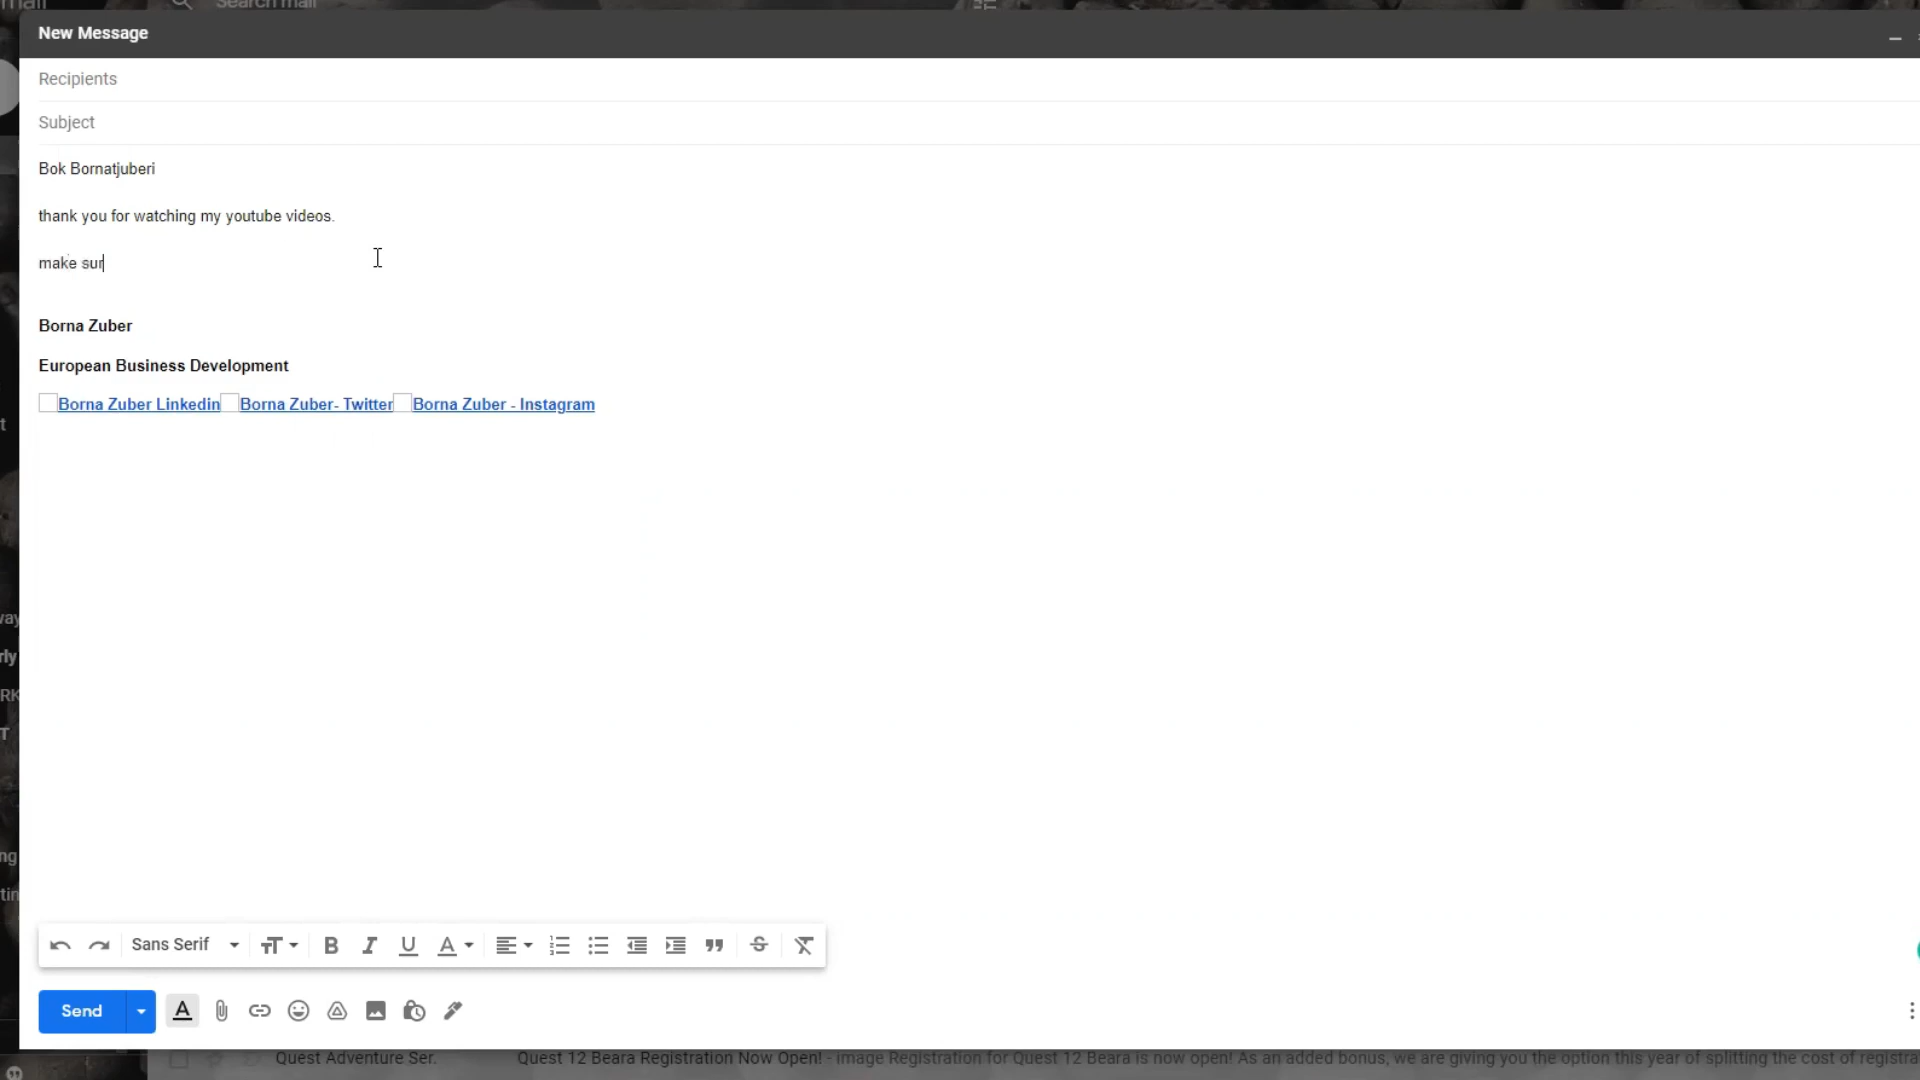 Search mail
New Message
Recipients
Subject
Bok Bornatjuberi
thank you for watching my youtube videos.
make sur
Borna Zuber
European Business Development
Borna Zuber Linkedin Borna Zuber- Twitter Borna Zuber - Instagram
Sans Serif
Send
Quest Adventure Ser. Quest 12 Beara Registration Now Open! - image Registration for Quest 12 Beara is now open! As an added bonus, we are giving you the option this year of splitting the cost of registra